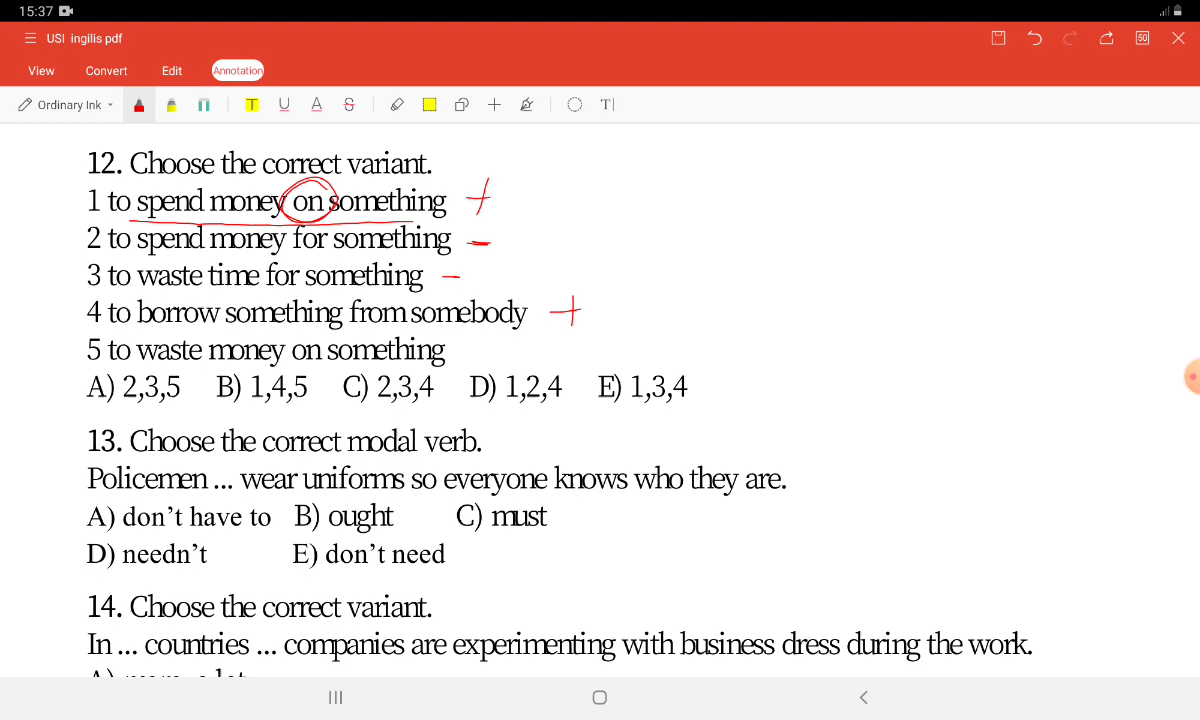 15:37
USI ingilis pdf
50
View Convert Edit Annotation
Ordinary Ink T U A S T
12. Choose the correct variant.
1 to spend money on something +
2 to spend money for something -
3 to waste time for something -
4 to borrow something from somebody +
5 to waste money on something
A) 2,3,5 B) 1,4,5 C) 2,3,4 D) 1,2,4 E) 1,3,4
13. Choose the correct modal verb.
Policemen ... wear uniforms so everyone knows who they are.
A) don't have to B) ought C) must
D) needn't E) don't need
14. Choose the correct variant.
In ... countries ... companies are experimenting with business dress during the work.